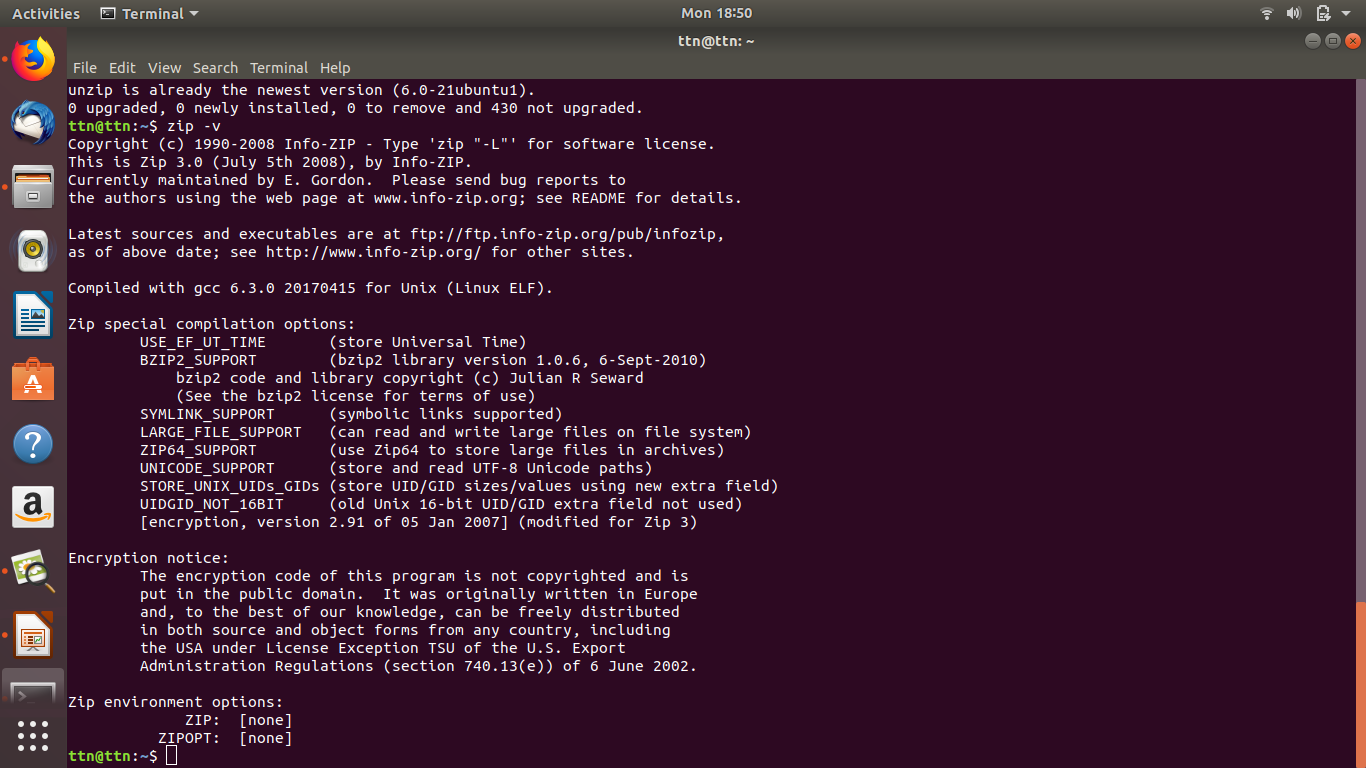 Activities Terminal Mon 18:50
ttn@ttn: ~
File Edit View Search Terminal Help
unzip is already the newest version (6.0-21ubuntu1).
0 upgraded, 0 newly installed, 0 to remove and 430 not upgraded.
ttn@ttn:~$ zip -v
Copyright (c) 1990-2008 Info-ZIP - Type 'zip "-L"' for software license.
This is Zip 3.0 (July 5th 2008), by Info-ZIP.
Currently maintained by E. Gordon.  Please send bug reports to
the authors using the web page at www.info-zip.org; see README for details.
Latest sources and executables are at ftp://ftp.info-zip.org/pub/infozip,
as of above date; see http://www.info-zip.org/ for other sites.
Compiled with gcc 6.3.0 20170415 for Unix (Linux ELF).
Zip special compilation options:
USE_EF_UT_TIME       (store Universal Time)
BZIP2_SUPPORT        (bzip2 library version 1.0.6, 6-Sept-2010)
bzip2 code and library copyright (c) Julian R Seward
(See the bzip2 license for terms of use)
SYMLINK_SUPPORT      (symbolic links supported)
LARGE_FILE_SUPPORT   (can read and write large files on file system)
ZIP64_SUPPORT        (use Zip64 to store large files in archives)
UNICODE_SUPPORT      (store and read UTF-8 Unicode paths)
STORE_UNIX_UIDs_GIDs (store UID/GID sizes/values using new extra field)
UIDGID_NOT_16BIT     (old Unix 16-bit UID/GID extra field not used)
[encryption, version 2.91 of 05 Jan 2007] (modified for Zip 3)
Encryption notice:
The encryption code of this program is not copyrighted and is
put in the public domain.  It was originally written in Europe
and, to the best of our knowledge, can be freely distributed
in both source and object forms from any country, including
the USA under License Exception TSU of the U.S. Export
Administration Regulations (section 740.13(e)) of 6 June 2002.
Zip environment options:
ZIP:  [none]
ZIPOPT:  [none]
ttn@ttn:~$